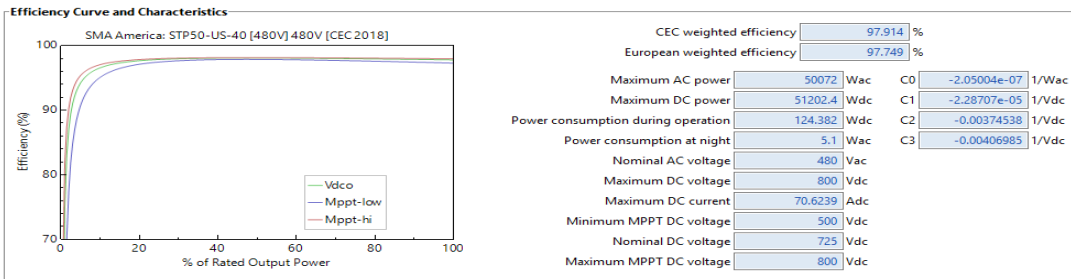 Efficiency Curve and Characteristics
SMA America: STP50-US-40 [480V] 480V [CEC 2018]
100
90
80
70
Efficiency (%)
Vdco
Mppt-low
Mppt-hi
0 20 40 60 80 100
% of Rated Output Power
CEC weighted efficiency 97.914 %
European weighted efficiency 97.749 %
Maximum AC power 50072 Wac C0 -2.05004e-07 1/Wac
Maximum DC power 51202.4 Wdc C1 -2.28707e-05 1/Vdc
Power consumption during operation 124.382 Wdc C2 -0.00374538 1/Vdc
Power consumption at night 5.1 Wac C3 -0.00406985 1/Vdc
Nominal AC voltage 480 Vac
Maximum DC voltage 800 Vdc
Maximum DC current 70.6239 Adc
Minimum MPPT DC voltage 500 Vdc
Nominal DC voltage 725 Vdc
Maximum MPPT DC voltage 800 Vdc